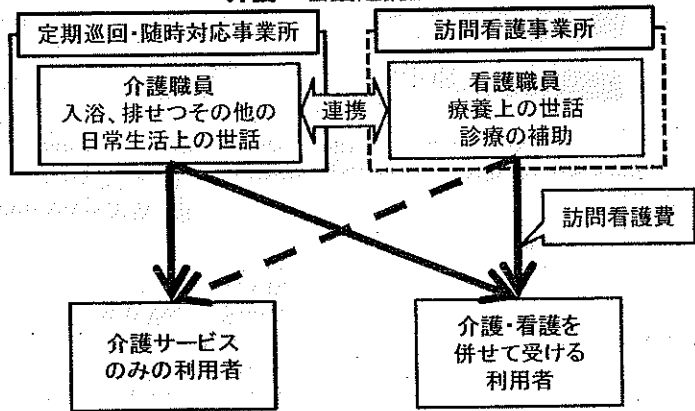 定期巡回・随時対応事業所
訪問看護事業所
介護職員
入浴、排せつその他の
日常生活上の世話
連携
看護職員
療養上の世話
診療の補助
訪問看護費
介護サービス
のみの利用者
介護・看護を
併せて受ける
利用者